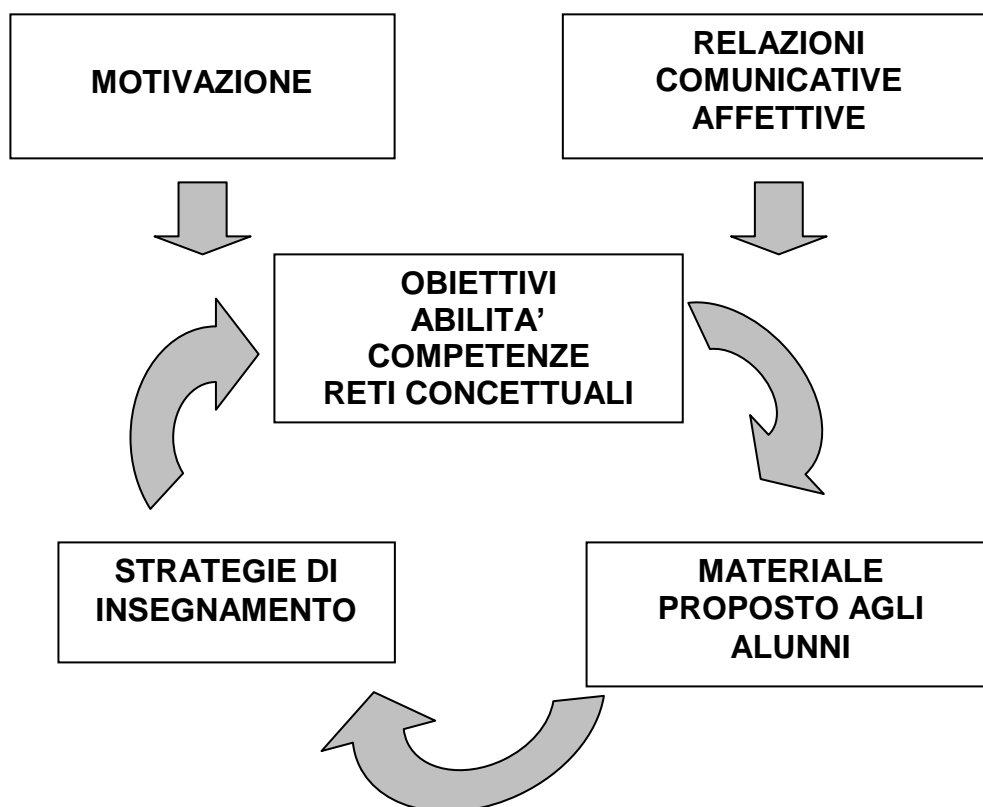 MOTIVAZIONE
RELAZIONI
COMUNICATIVE
AFFETTIVE
OBIETTIVI
ABILITA’
COMPETENZE
RETI CONCETTUALI
STRATEGIE DI
INSEGNAMENTO
MATERIALE
PROPOSTO AGLI
ALUNNI